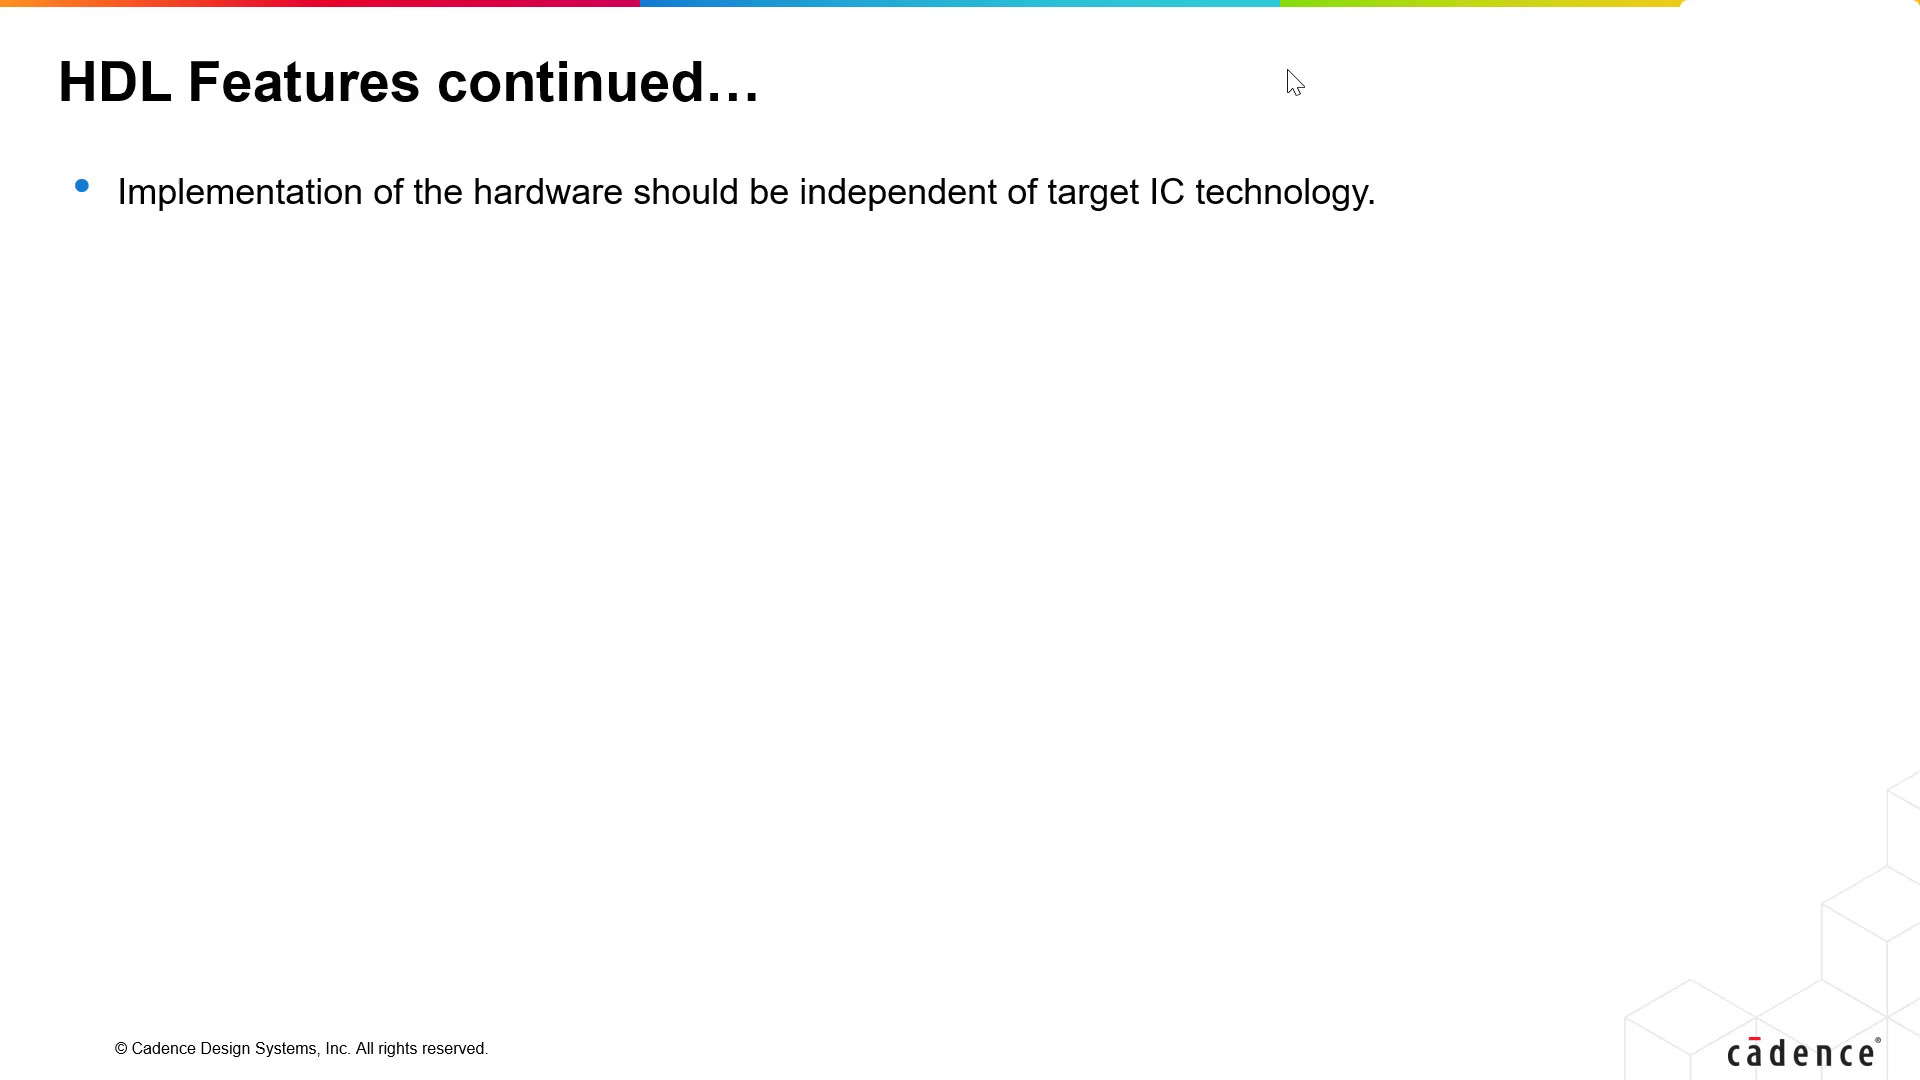 HDL Features continued…
• Implementation of the hardware should be independent of target IC technology.
© Cadence Design Systems, Inc. All rights reserved.
cādence®